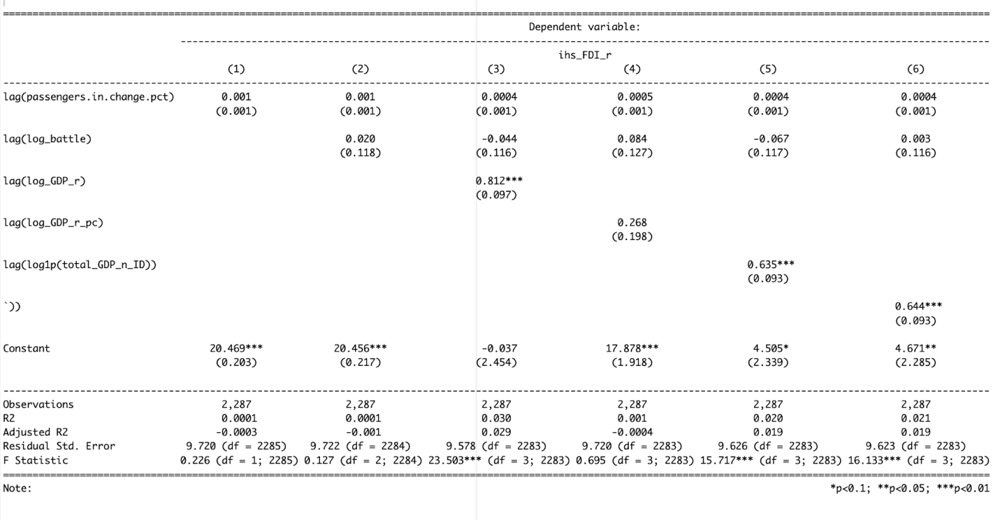 ==========================================================================================
Dependent variable:
------------------------------------------------------------------------------------------
ihs_FDI_r
(1) (2) (3) (4) (5) (6)
------------------------------------------------------------------------------------------
lag(passengers.in.change.pct) 0.001 0.001 0.0004 0.0005 0.0004 0.0004
(0.001) (0.001) (0.001) (0.001) (0.001) (0.001)
lag(log_battle) 0.020 -0.044 0.084 -0.067 0.003
(0.118) (0.116) (0.127) (0.117) (0.116)
lag(log_GDP_r) 0.812***
(0.097)
lag(log_GDP_r_pc) 0.268
(0.198)
lag(log1p(total_GDP_n_ID)) 0.635***
(0.093)
`)) 0.644***
(0.093)
Constant 20.469*** 20.456*** -0.037 17.878*** 4.505* 4.671**
(0.203) (0.217) (2.454) (1.918) (2.339) (2.285)
------------------------------------------------------------------------------------------
Observations 2,287 2,287 2,287 2,287 2,287 2,287
R2 0.0001 0.0001 0.030 0.001 0.020 0.021
Adjusted R2 -0.0003 -0.001 0.029 -0.0004 0.019 0.019
Residual Std. Error 9.720 (df = 2285) 9.722 (df = 2284) 9.578 (df = 2283) 9.720 (df = 2283) 9.626 (df = 2283) 9.623 (df = 2283)
F Statistic 0.226 (df = 1; 2285) 0.127 (df = 2; 2284) 23.503*** (df = 3; 2283) 0.695 (df = 3; 2283) 15.717*** (df = 3; 2283) 16.133*** (df = 3; 2283)
==========================================================================================
Note: *p<0.1; **p<0.05; ***p<0.01